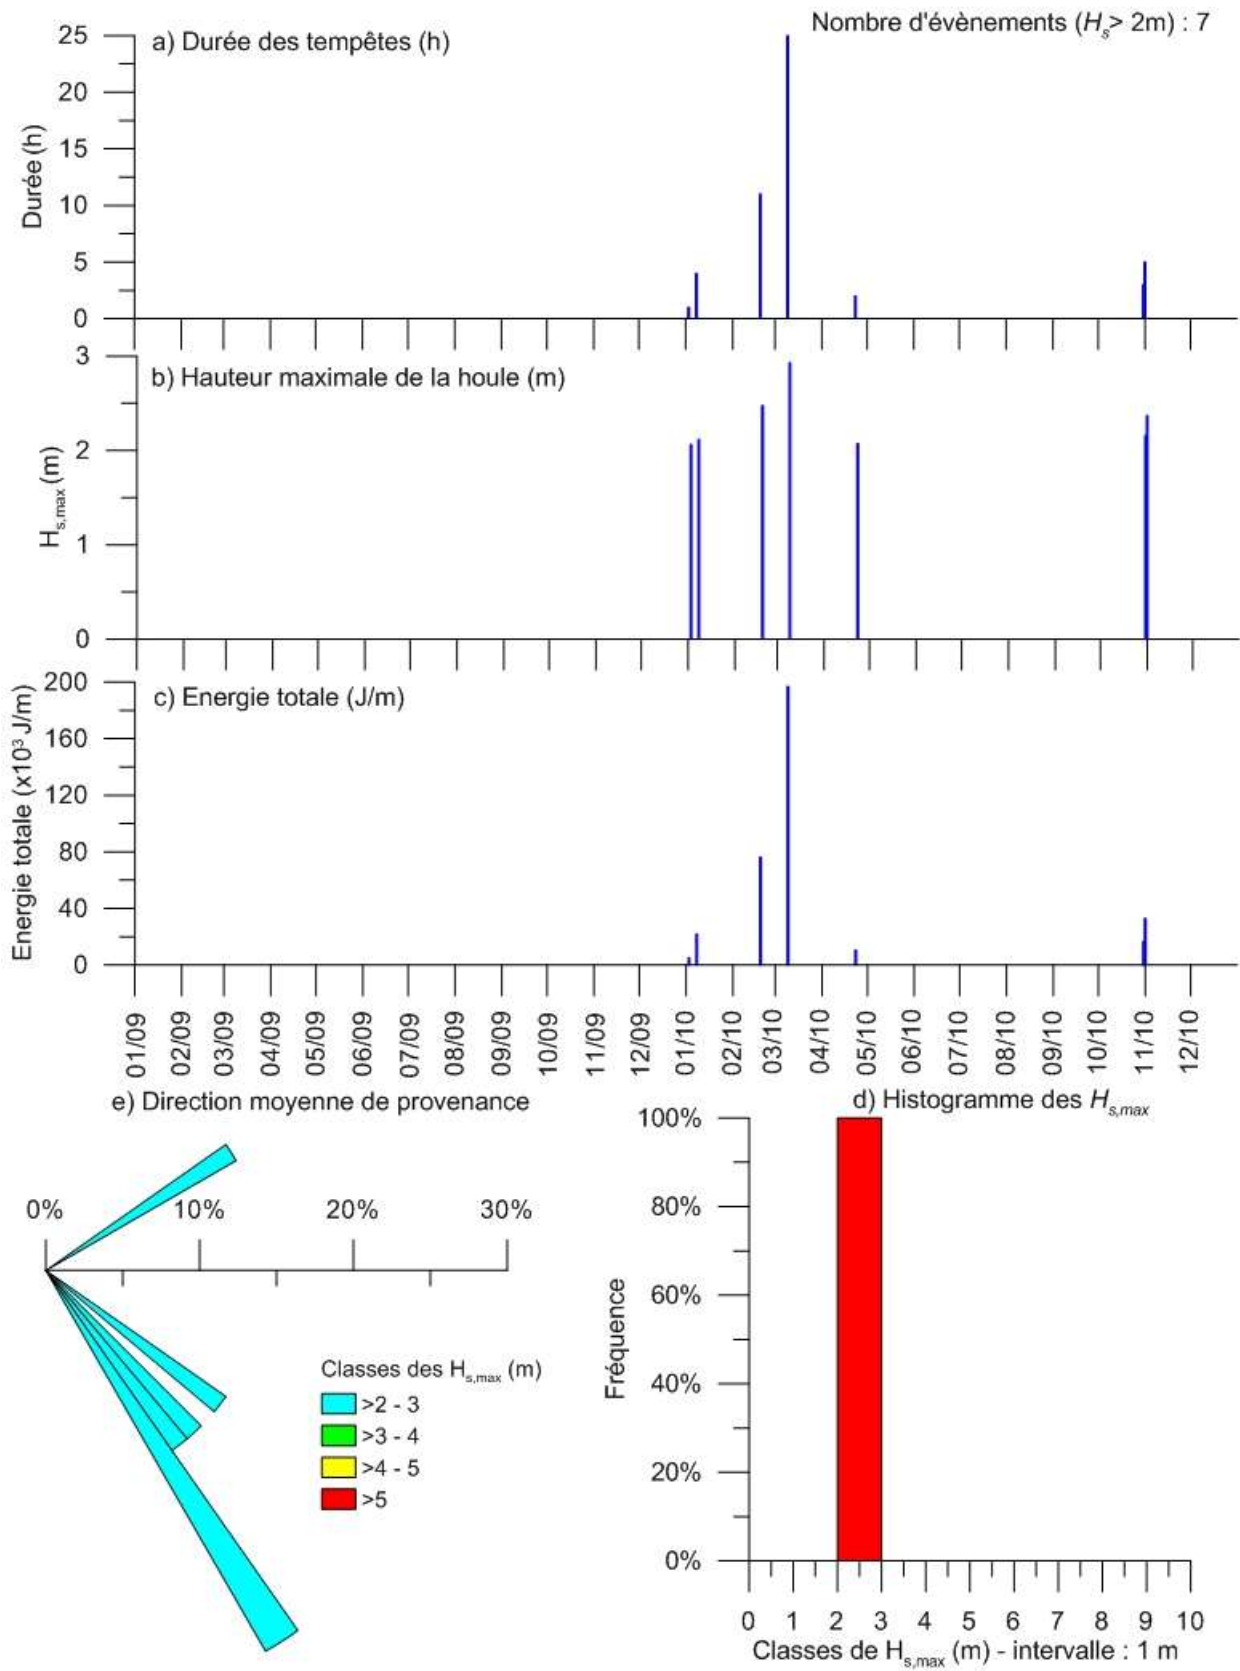 Nombre d'évènements (Hs> 2m) : 7
a) Durée des tempêtes (h)
Durée (h)
25
20
15
10
5
0
b) Hauteur maximale de la houle (m)
Hs,max (m)
3
2
1
0
c) Energie totale (J/m)
Energie totale (x10³ J/m)
200
160
120
80
40
0
01/09 02/09 03/09 04/09 05/09 06/09 07/09 08/09 09/09 10/09 11/09 12/09 01/10 02/10 03/10 04/10 05/10 06/10 07/10 08/10 09/10 10/10 11/10 12/10
e) Direction moyenne de provenance
0% 10% 20% 30%
Classes des Hs,max (m)
>2 - 3
>3 - 4
>4 - 5
>5
d) Histogramme des Hs,max
Fréquence
100%
80%
60%
40%
20%
0%
0 1 2 3 4 5 6 7 8 9 10
Classes de Hs,max (m) - intervalle : 1 m